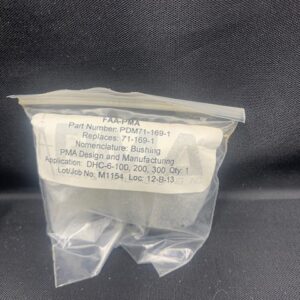 FAA-PMA
Part Number: PDM71-169-1
Replaces: 71-169-1
Nomenclature: Bushing
PMA Design and Manufacturing
Application: DHC-6-100, 200, 300 Qty: 1
Lot/Job No. M1154 Loc: 12-B-13